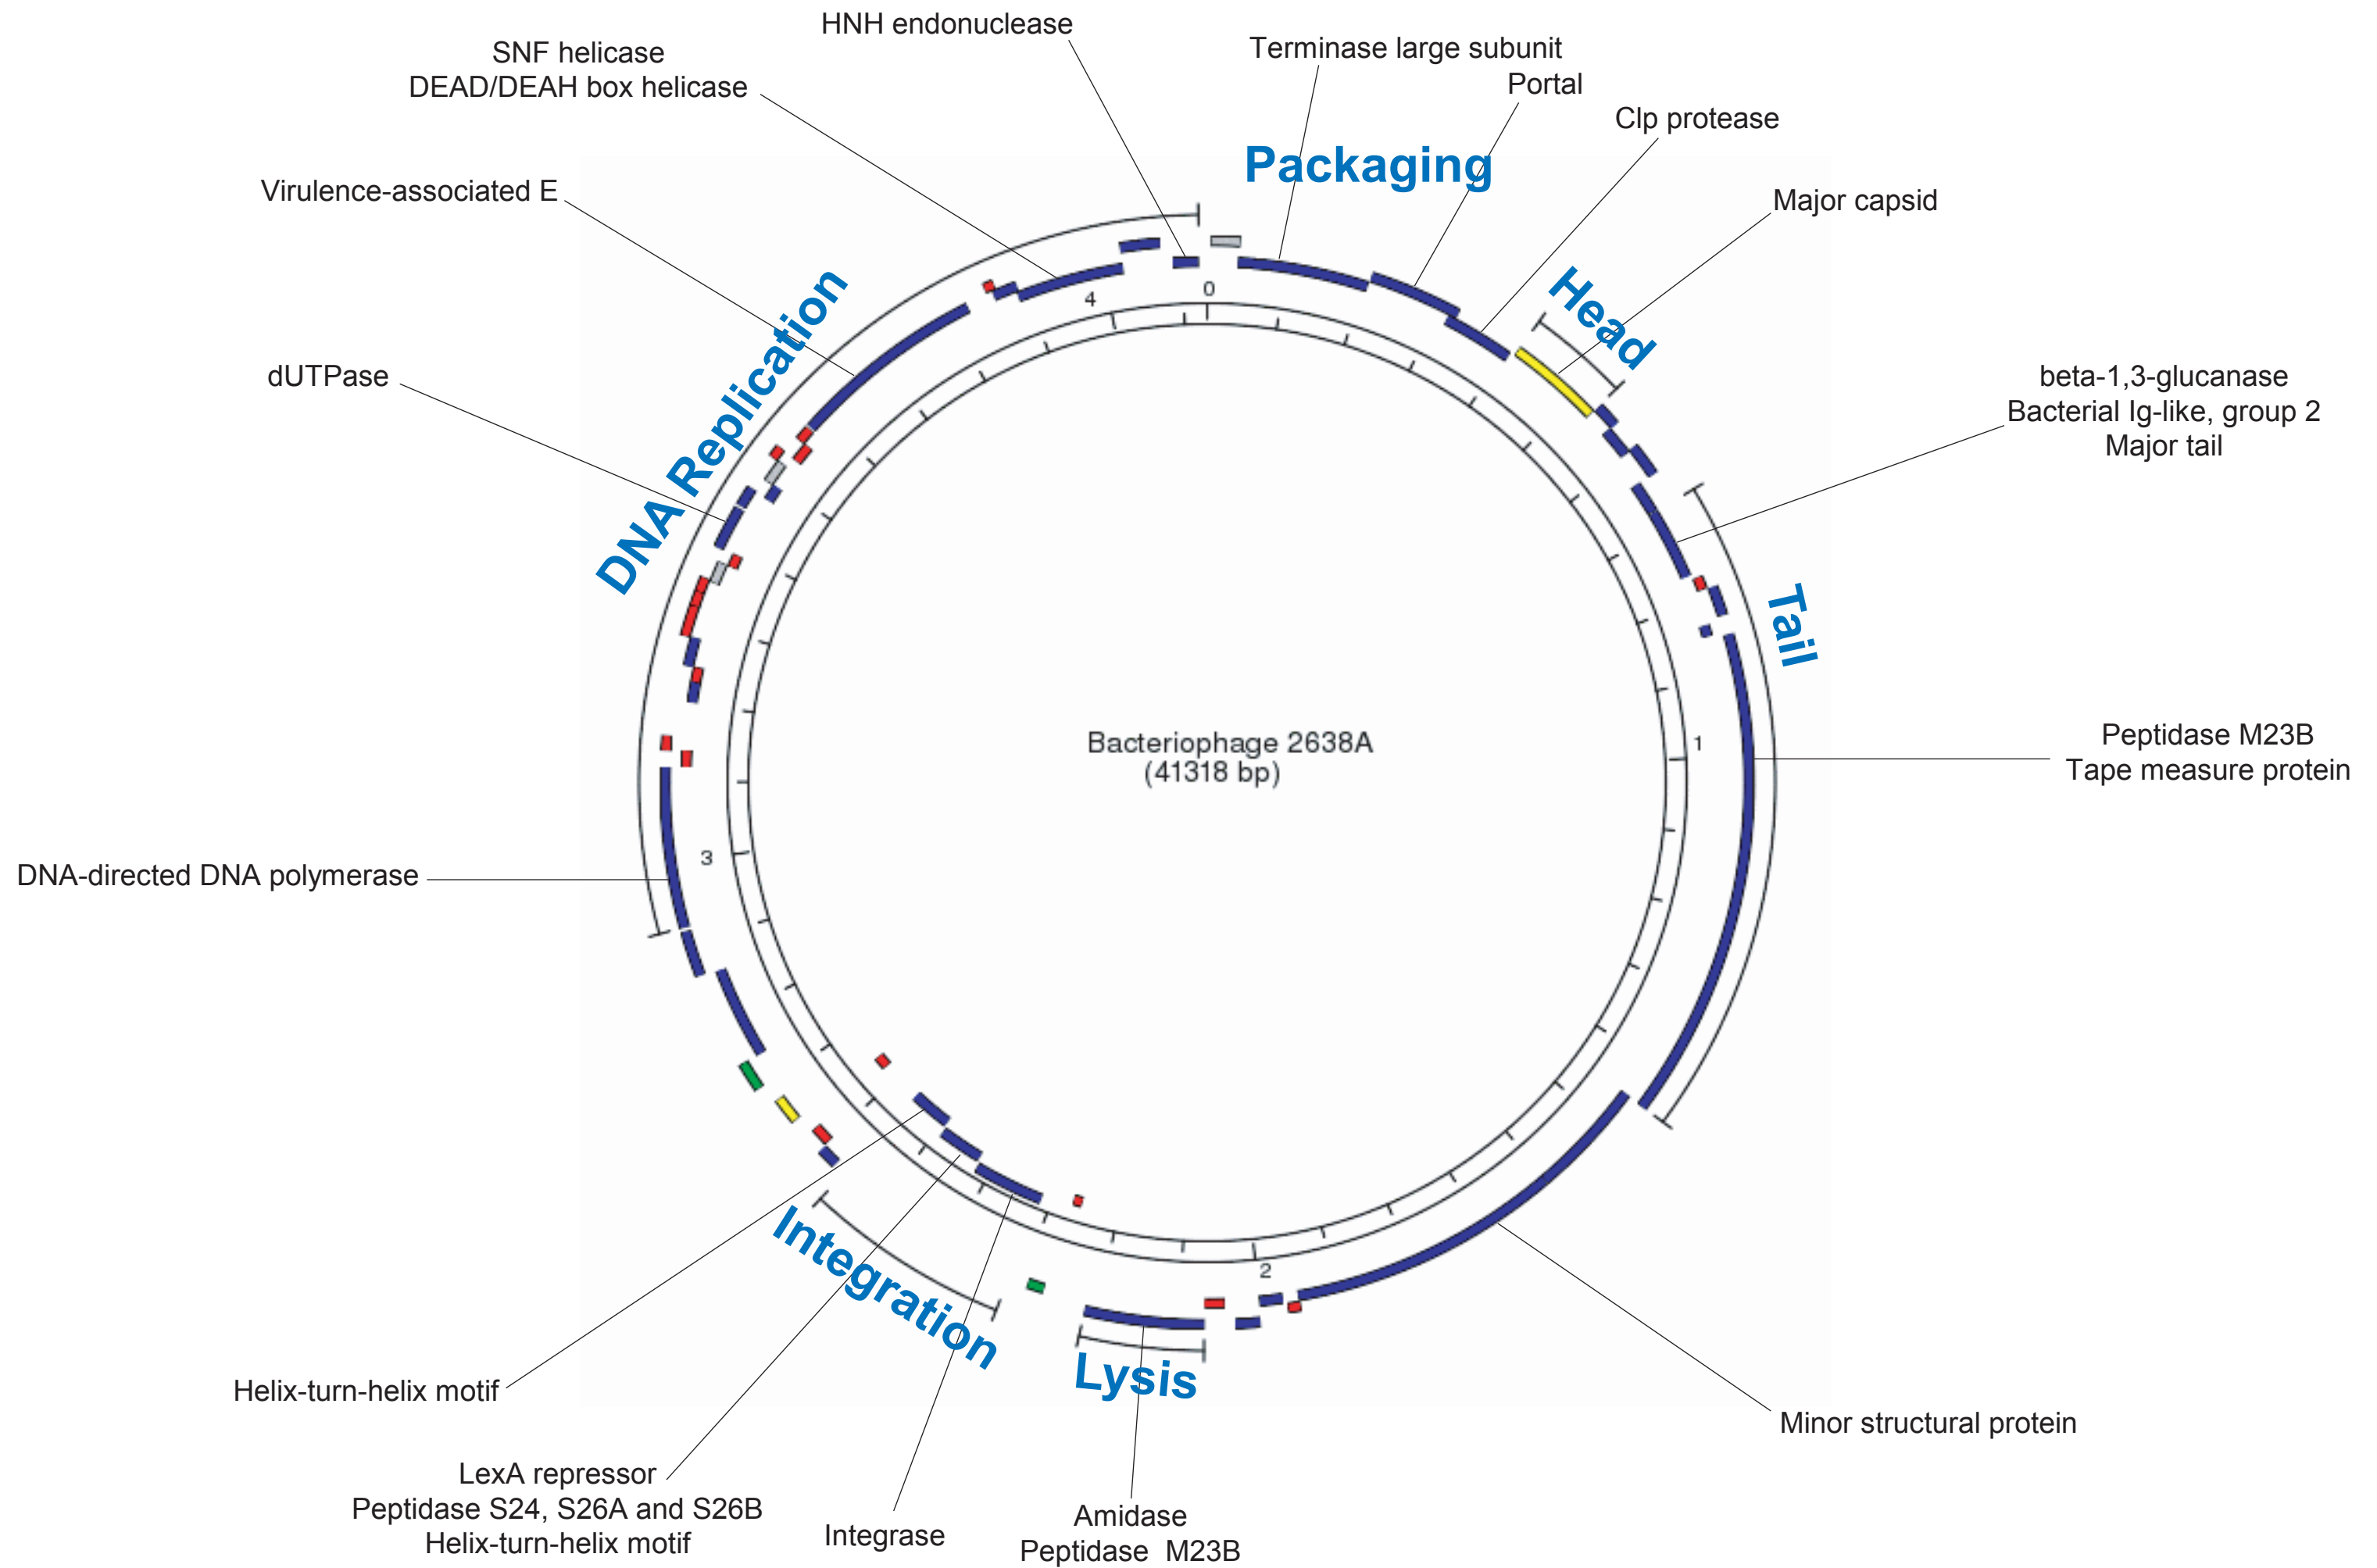 HNH endonuclease
SNF helicase
DEAD/DEAH box helicase
Terminase large subunit
Portal
Clp protease
Packaging
Virulence-associated E
Major capsid
Head
0
4
DNA Replication
dUTPase
beta-1,3-glucanase
Bacterial Ig-like, group 2
Major tail
Tail
Bacteriophage 2638A
(41318 bp)
1
Peptidase M23B
Tape measure protein
3
DNA-directed DNA polymerase
2
Integration
Lysis
Helix-turn-helix motif
Minor structural protein
LexA repressor
Peptidase S24, S26A and S26B
Helix-turn-helix motif
Integrase
Amidase
Peptidase M23B